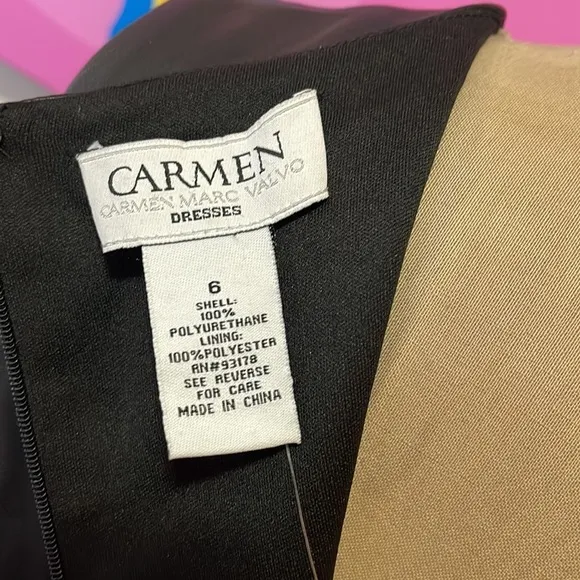 CARMEN
CARMEN MARC VALVO
DRESSES
6
SHELL:
100%
POLYURETHANE
LINING:
100%POLYESTER
RN#93178
SEE REVERSE
FOR CARE
MADE IN CHINA